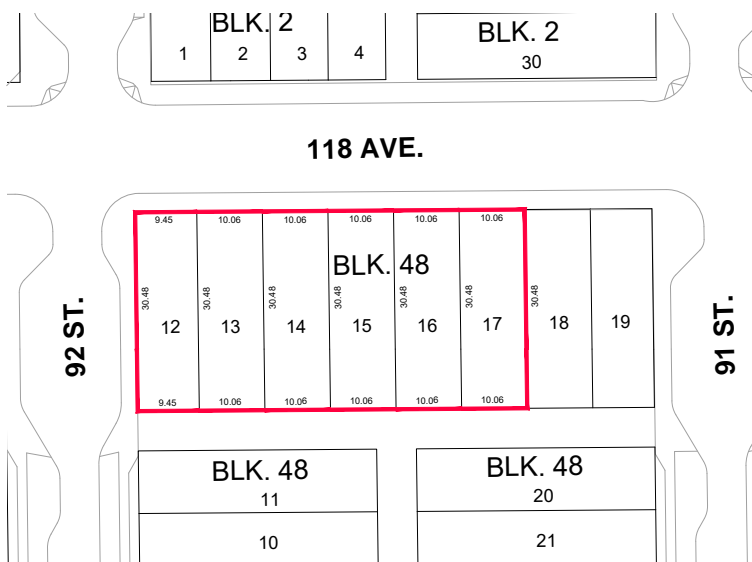 BLK. 2
BLK. 2
1 2 3 4
30
118 AVE.
9.45 10.06 10.06 10.06 10.06 10.06
BLK. 48
30.48 30.48 30.48 30.48 30.48 30.48 30.48
12 13 14 15 16 17 18 19
92 ST.
91 ST.
9.45 10.06 10.06 10.06 10.06 10.06
BLK. 48
BLK. 48
11
20
10
21